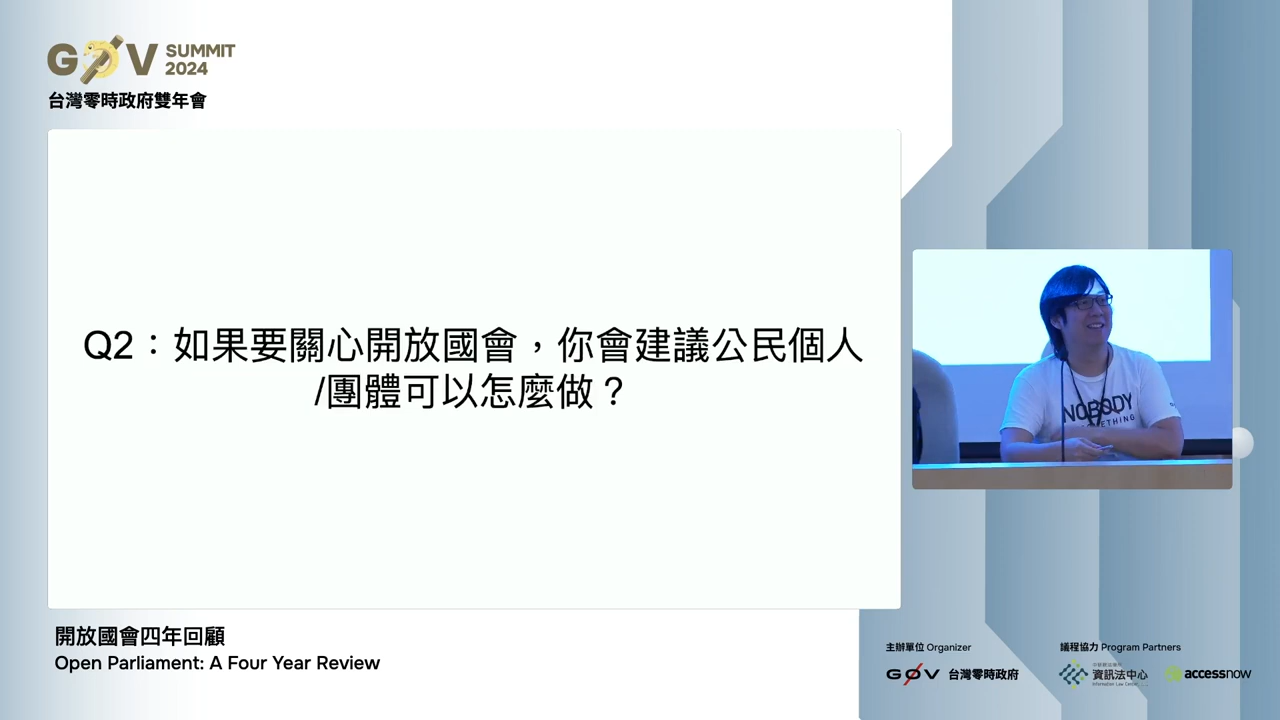 G0V SUMMIT 2024
台灣零時政府雙年會
Q2：如果要關心開放國會，你會建議公民個人
/團體可以怎麼做？
NOBODY
開放國會四年回顧
Open Parliament: A Four Year Review
主辦單位 Organizer
G0V 台灣零時政府
議程協力 Program Partners
資訊法中心
Information Law Center
accessnow